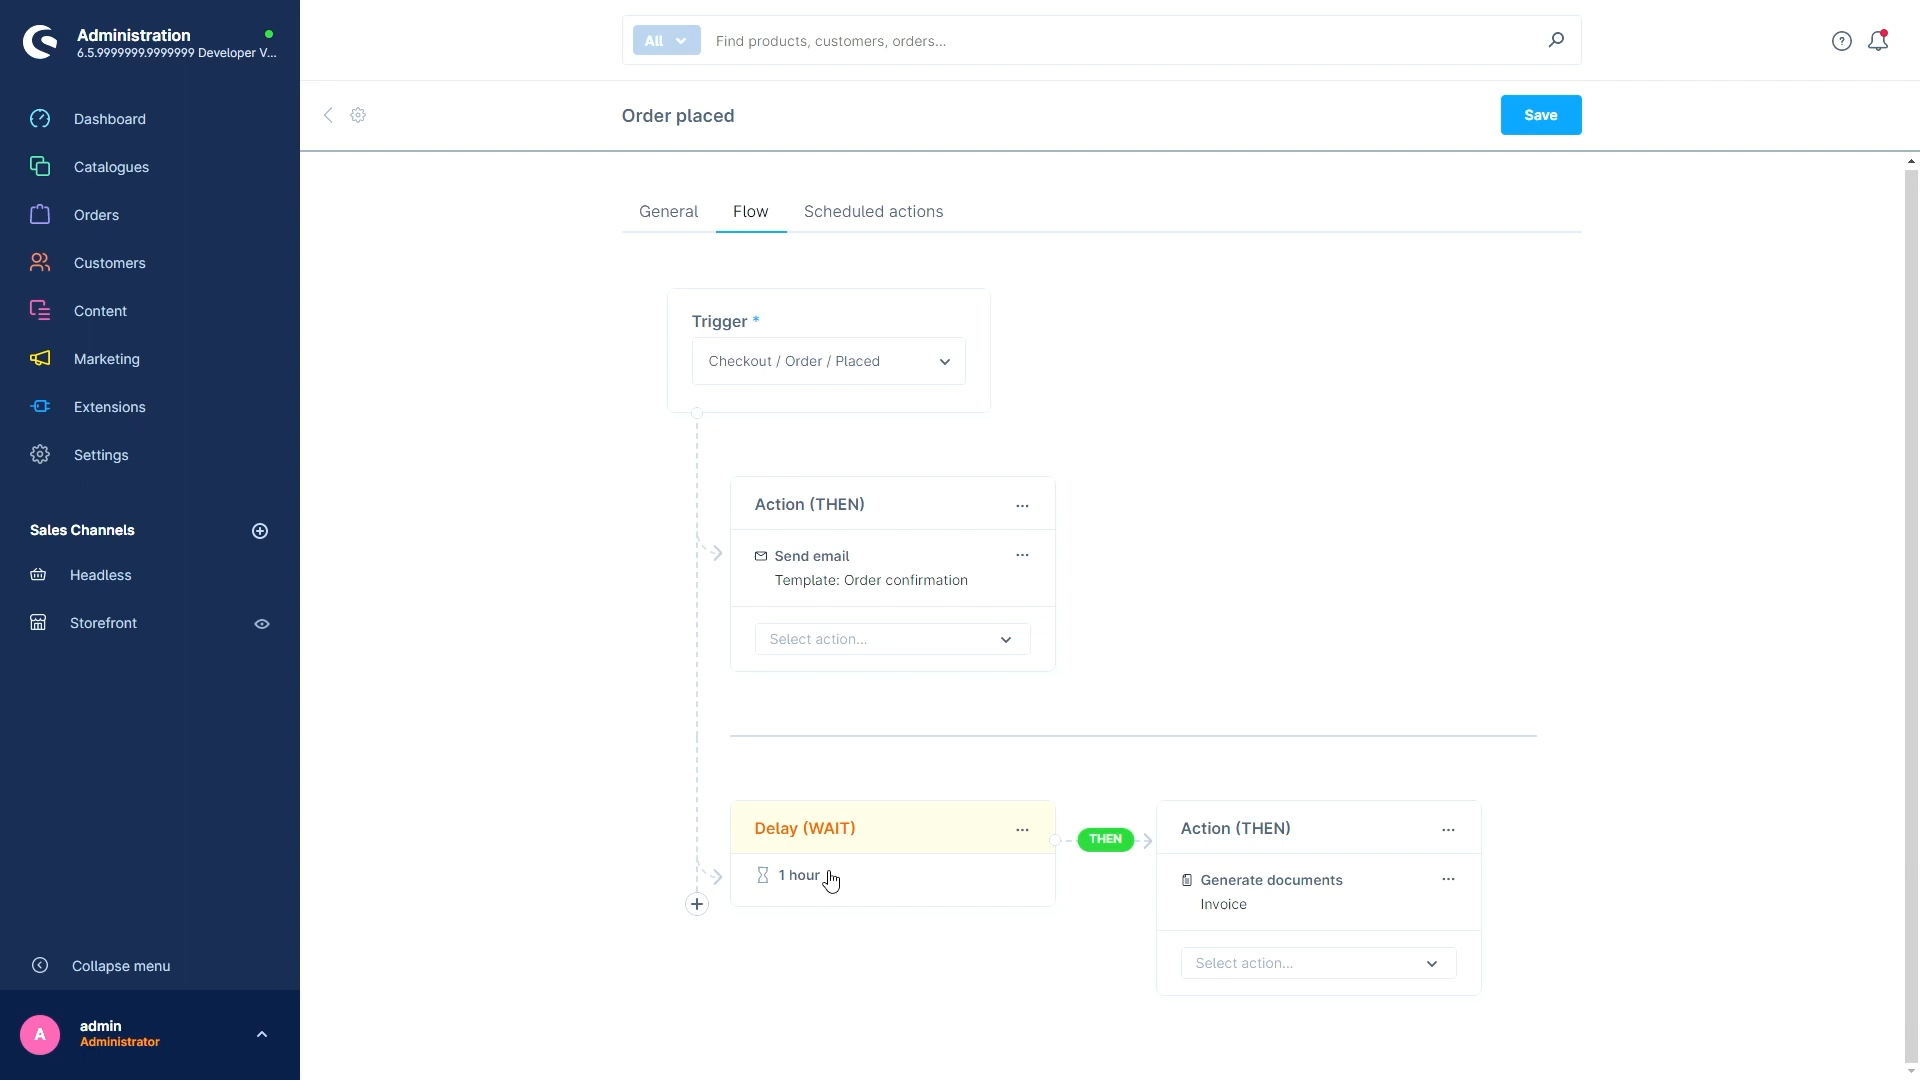 Administration
6.5.9999999.9999999 Developer V...
All
Find products, customers, orders...
Order placed
Save
Dashboard
Catalogues
Orders
Customers
Content
Marketing
Extensions
Settings
Sales Channels
Headless
Storefront
Collapse menu
A
admin
Administrator
General
Flow
Scheduled actions
Trigger *
Checkout / Order / Placed
Action (THEN)
Send email
Template: Order confirmation
Select action...
Delay (WAIT)
1 hour
THEN
Action (THEN)
Generate documents
Invoice
Select action...